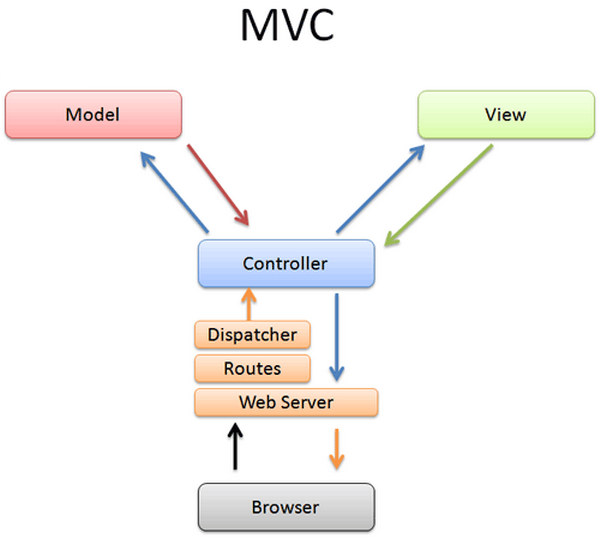 MVC
Model
View
Controller
Dispatcher
Routes
Web Server
Browser